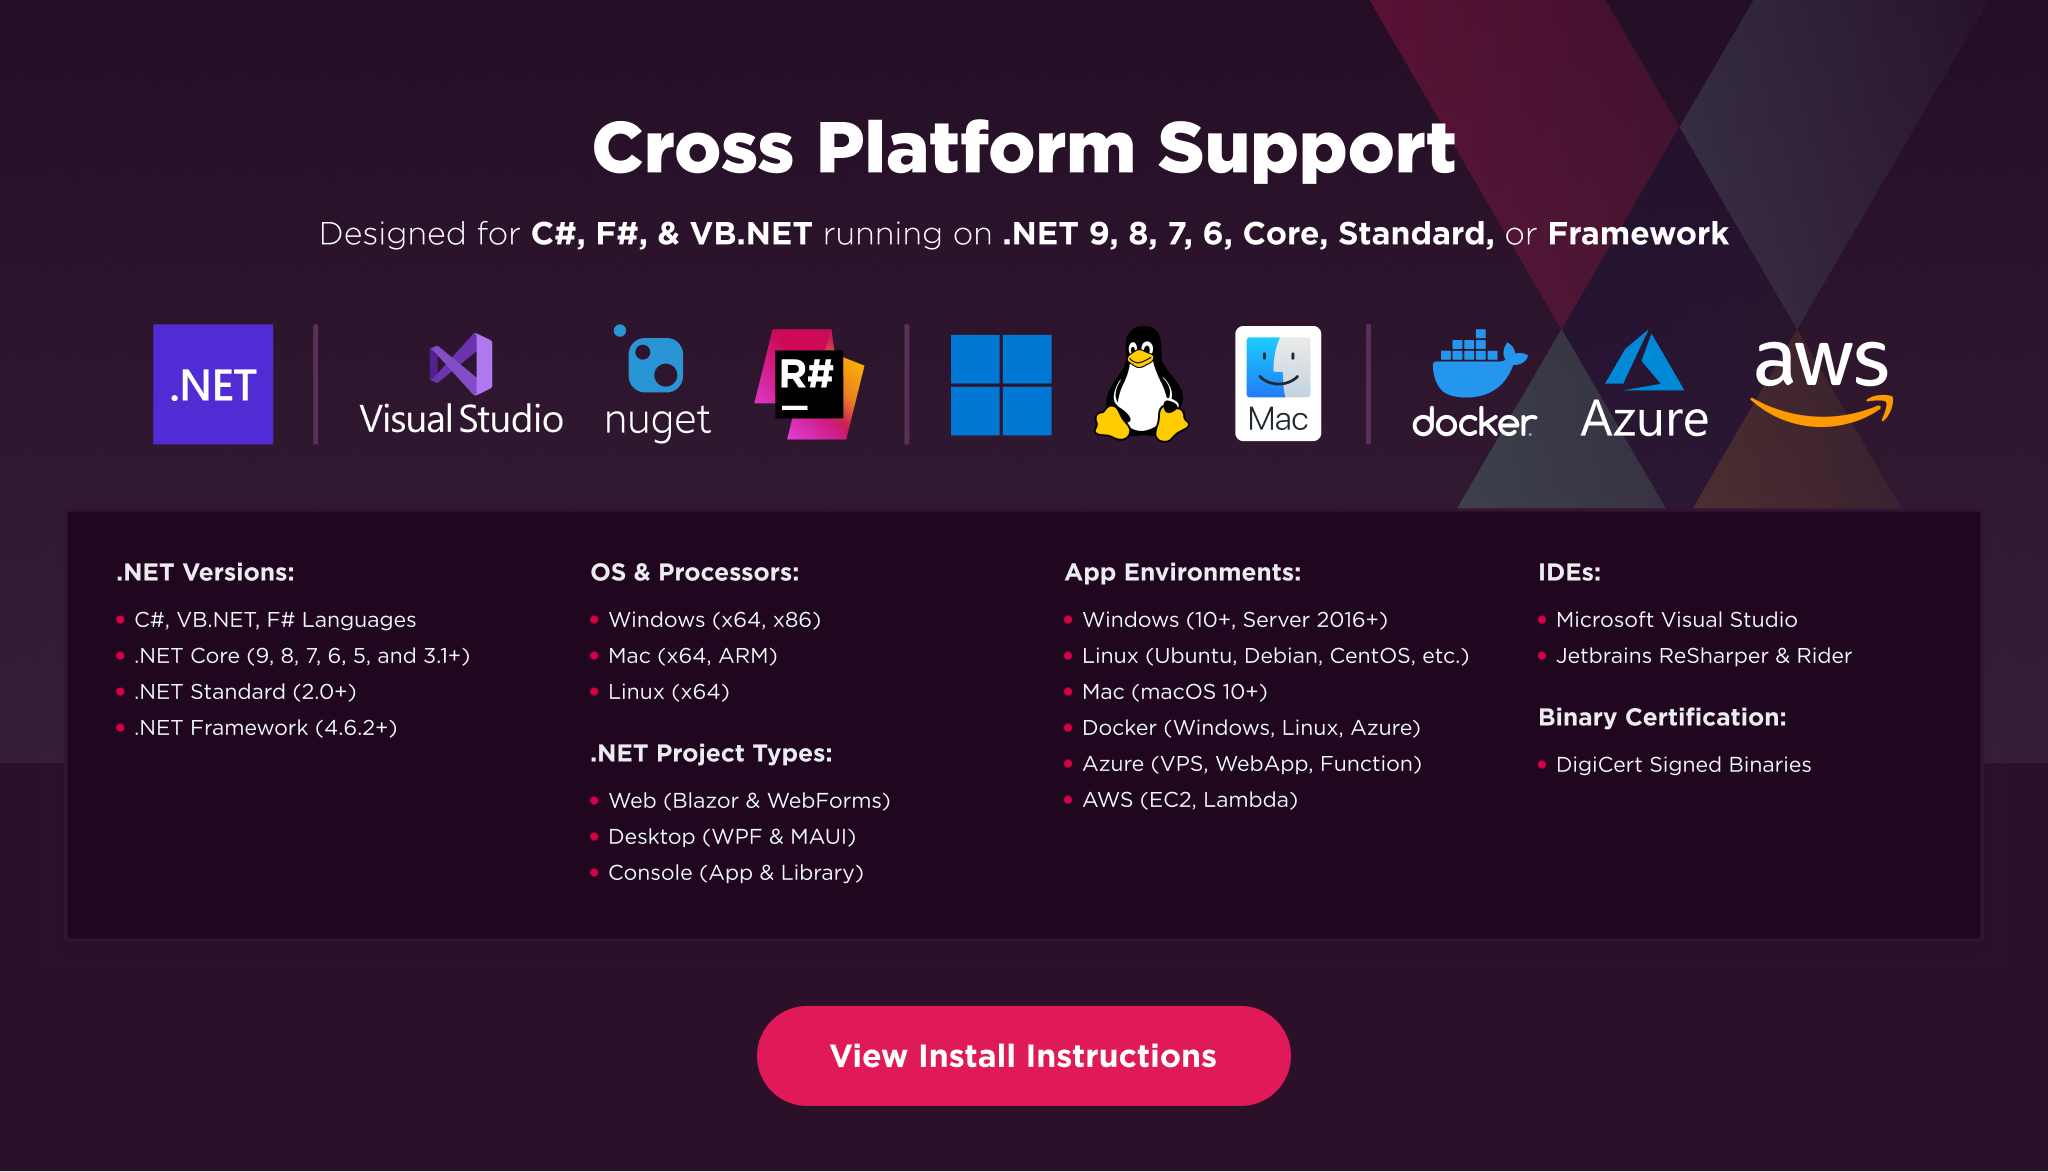 Cross Platform Support
Designed for C#, F#, & VB.NET running on .NET 9, 8, 7, 6, Core, Standard, or Framework
.NET
Visual Studio
nuget
R#
Mac
docker
Azure
aws
.NET Versions:
C#, VB.NET, F# Languages
.NET Core (9, 8, 7, 6, 5, and 3.1+)
.NET Standard (2.0+)
.NET Framework (4.6.2+)
OS & Processors:
Windows (x64, x86)
Mac (x64, ARM)
Linux (x64)
.NET Project Types:
Web (Blazor & WebForms)
Desktop (WPF & MAUI)
Console (App & Library)
App Environments:
Windows (10+, Server 2016+)
Linux (Ubuntu, Debian, CentOS, etc.)
Mac (macOS 10+)
Docker (Windows, Linux, Azure)
Azure (VPS, WebApp, Function)
AWS (EC2, Lambda)
IDEs:
Microsoft Visual Studio
Jetbrains ReSharper & Rider
Binary Certification:
DigiCert Signed Binaries
View Install Instructions